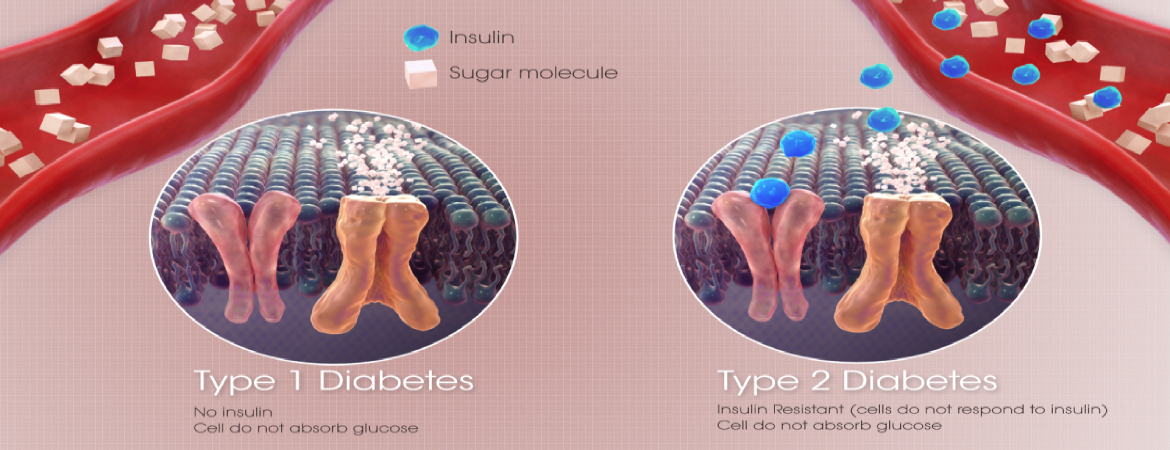 Insulin
Sugar molecule
Type 1 Diabetes
No insulin
Cell do not absorb glucose
Type 2 Diabetes
Insulin Resistant (cells do not respond to insulin)
Cell do not absorb glucose